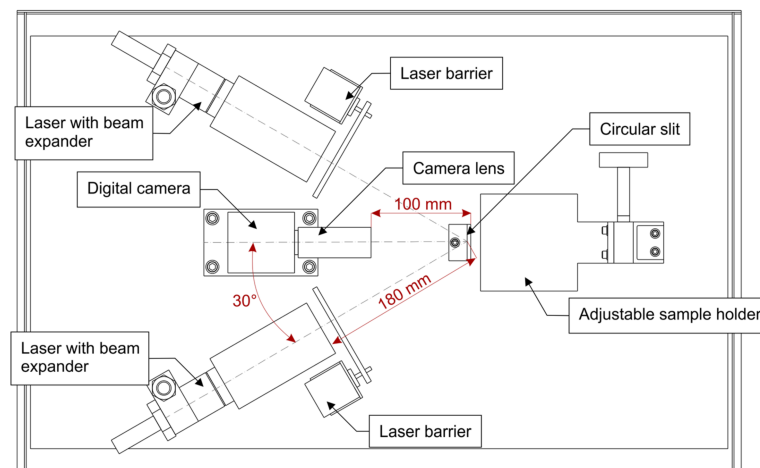 Laser barrier
Laser with beam
expander
Circular slit
Camera lens
Digital camera
100 mm
180 mm
30°
Adjustable sample holder
Laser with beam
expander
Laser barrier